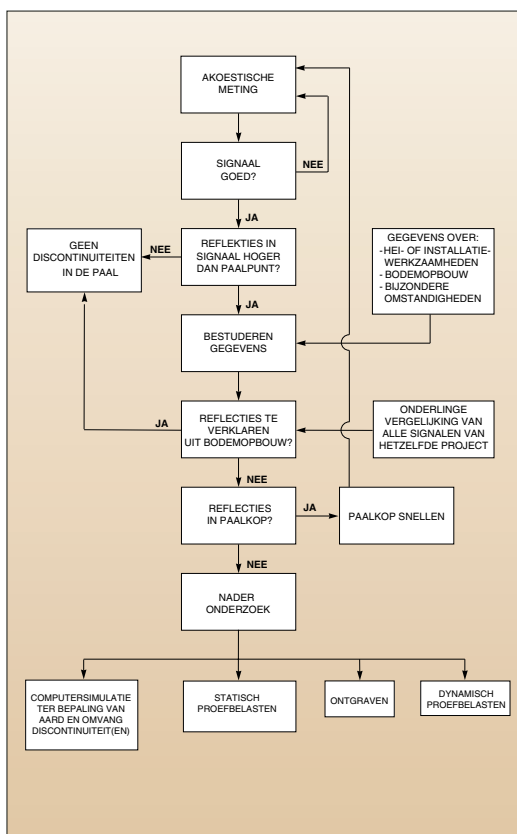 AKOESTISCHE
METING
SIGNAAL
GOED?
NEE
JA
REFLEKTIES IN
SIGNAAL HOGER
DAN PAALPUNT?
NEE
GEEN
DISCONTINUITEITEN
IN DE PAAL
JA
GEGEVENS OVER:
-HEI- OF INSTALLATIE-
WERKZAAMHEDEN
- BODEMOPBOUW
- BIJZONDERE
OMSTANDIGHEDEN
BESTUDEREN
GEGEVENS
REFLECTIES TE
VERKLAREN
UIT BODEMOPBOUW?
JA
ONDERLINGE
VERGELIJKING VAN
ALLE SIGNALEN VAN
HETZELFDE PROJECT
NEE
REFLECTIES
IN PAALKOP?
JA
PAALKOP SNELLEN
NEE
NADER
ONDERZOEK
COMPUTERSIMULATIE
TER BEPALING VAN
AARD EN OMVANG
DISCONTINUITEIT(EN)
STATISCH
PROEFBELASTEN
ONTGRAVEN
DYNAMISCH
PROEFBELASTEN